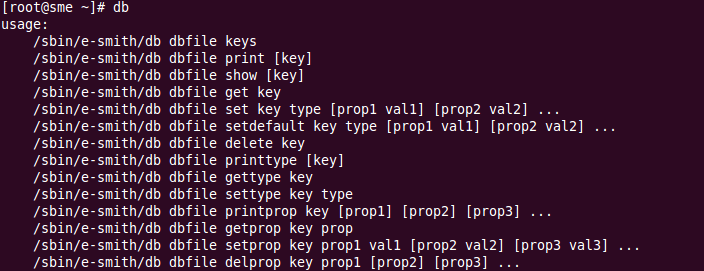 [root@sme ~]# db
usage:
    /sbin/e-smith/db dbfile keys
    /sbin/e-smith/db dbfile print [key]
    /sbin/e-smith/db dbfile show [key]
    /sbin/e-smith/db dbfile get key
    /sbin/e-smith/db dbfile set key type [prop1 val1] [prop2 val2] ...
    /sbin/e-smith/db dbfile setdefault key type [prop1 val1] [prop2 val2] ...
    /sbin/e-smith/db dbfile delete key
    /sbin/e-smith/db dbfile printtype [key]
    /sbin/e-smith/db dbfile gettype key
    /sbin/e-smith/db dbfile settype key type
    /sbin/e-smith/db dbfile printprop key [prop1] [prop2] [prop3] ...
    /sbin/e-smith/db dbfile getprop key prop
    /sbin/e-smith/db dbfile setprop key prop1 val1 [prop2 val2] [prop3 val3] ...
    /sbin/e-smith/db dbfile delprop key prop1 [prop2] [prop3] ...